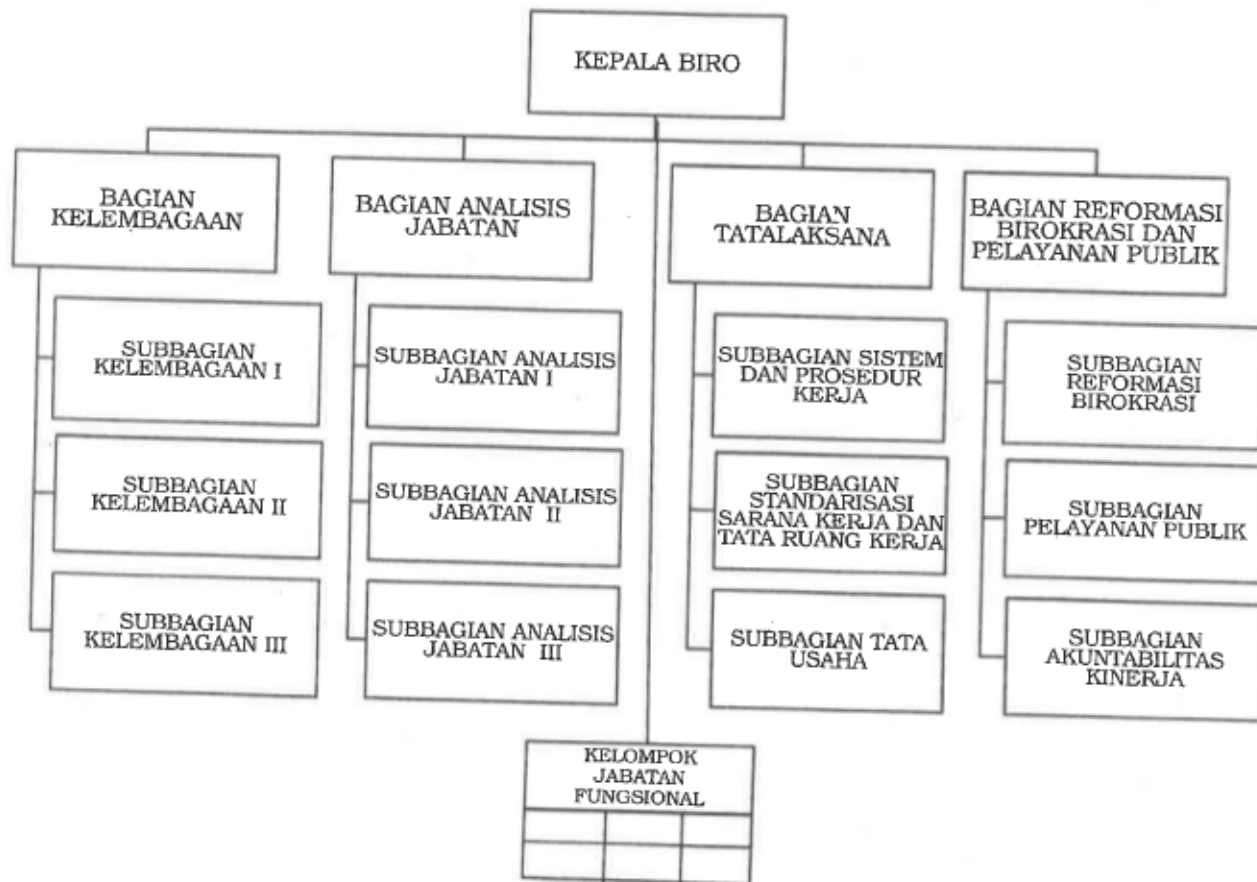 KEPALA BIRO
BAGIAN
KELEMBAGAAN
BAGIAN ANALISIS
JABATAN
BAGIAN
TATALAKSANA
BAGIAN REFORMASI
BIROKRASI DAN
PELAYANAN PUBLIK
SUBBAGIAN
KELEMBAGAAN I
SUBBAGIAN ANALISIS
JABATAN I
SUBBAGIAN SISTEM
DAN PROSEDUR
KERJA
SUBBAGIAN
REFORMASI
BIROKRASI
SUBBAGIAN
KELEMBAGAAN II
SUBBAGIAN ANALISIS
JABATAN II
SUBBAGIAN
STANDARISASI
SARANA KERJA DAN
TATA RUANG KERJA
SUBBAGIAN
PELAYANAN PUBLIK
SUBBAGIAN
KELEMBAGAAN III
SUBBAGIAN ANALISIS
JABATAN III
SUBBAGIAN TATA
USAHA
SUBBAGIAN
AKUNTABILITAS
KINERJA
KELOMPOK
JABATAN
FUNGSIONAL